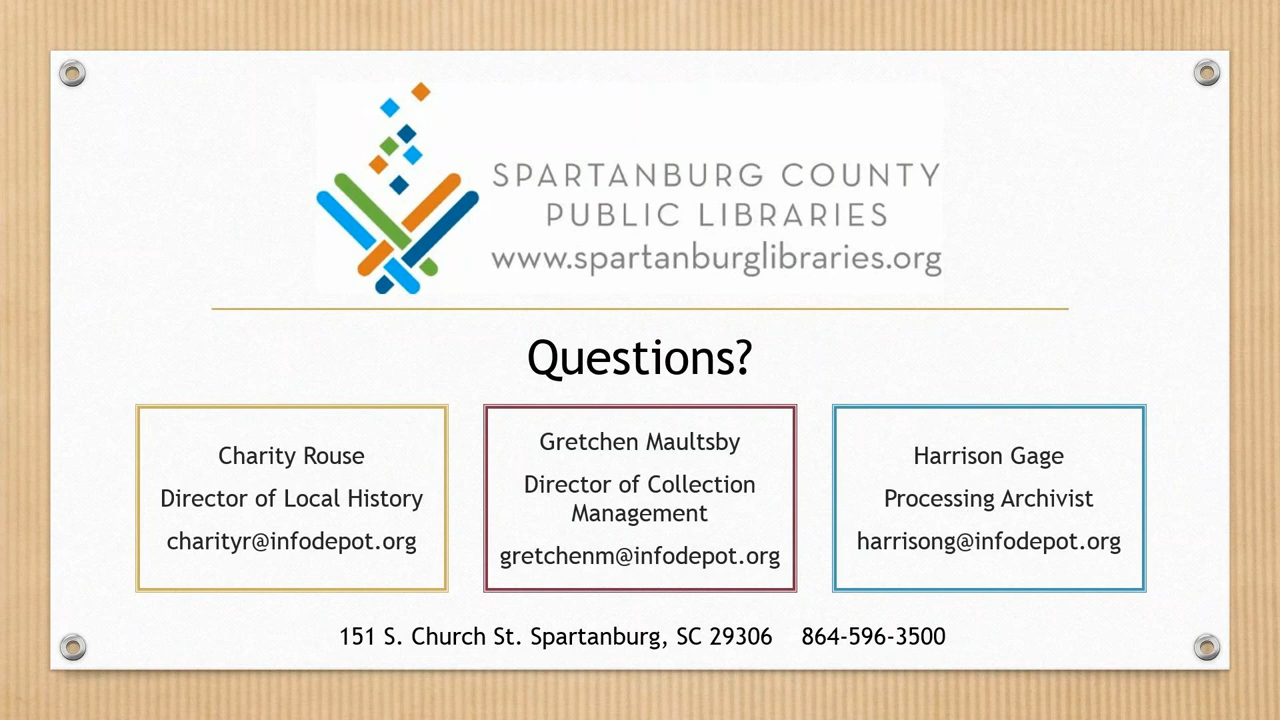 SPARTANBURG COUNTY
PUBLIC LIBRARIES
www.spartanburglibraries.org
Questions?
Charity Rouse
Director of Local History
charityr@infodepot.org
Gretchen Maultsby
Director of Collection
Management
gretchenm@infodepot.org
Harrison Gage
Processing Archivist
harrisong@infodepot.org
151 S. Church St. Spartanburg, SC 29306 864-596-3500